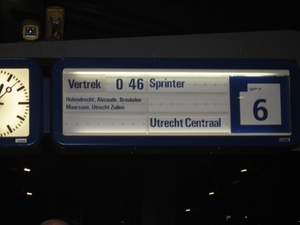 Vertrek 0 46 Sprinter
Holendrecht, Abcoude, Breukelen
Maarssen, Utrecht Zuilen
Utrecht Centraal
6